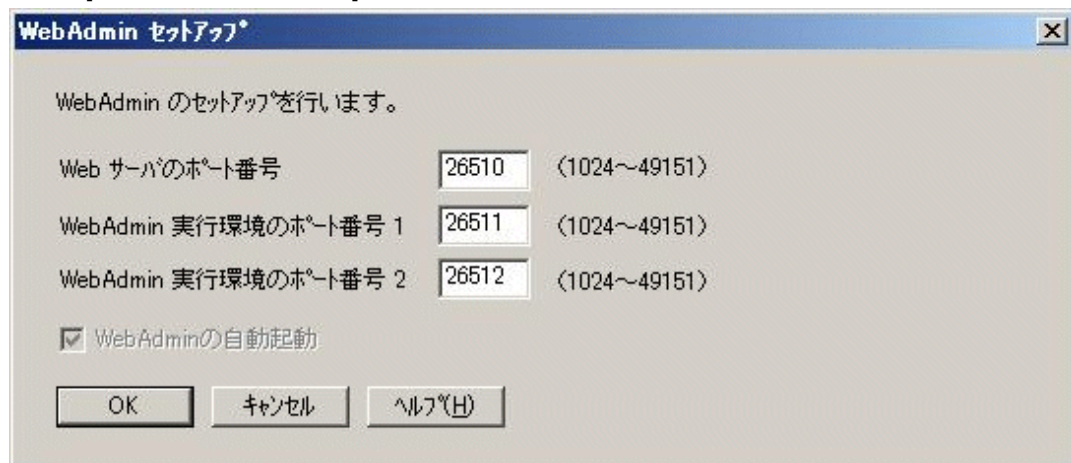 WebAdmin ｾｯﾄｱｯﾌﾟ
WebAdmin のｾｯﾄｱｯﾌﾟを行います。
Web サーバのポート番号 26510 (1024～49151)
WebAdmin 実行環境のポート番号 1 26511 (1024～49151)
WebAdmin 実行環境のポート番号 2 26512 (1024～49151)
WebAdminの自動起動
OK キャンセル ヘルプ(H)